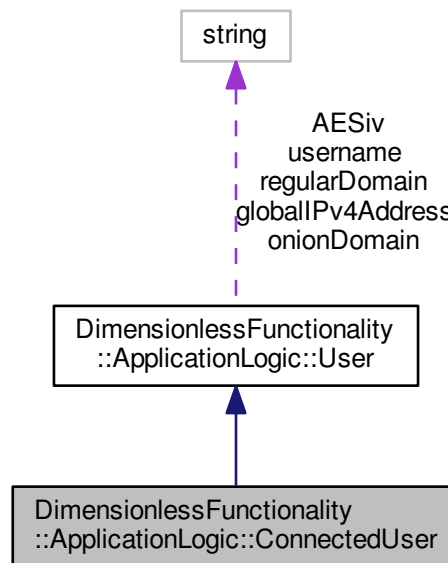 string
AESiv
username
regularDomain
globalIPv4Address
onionDomain
DimensionlessFunctionality
::ApplicationLogic::User
DimensionlessFunctionality
::ApplicationLogic::ConnectedUser